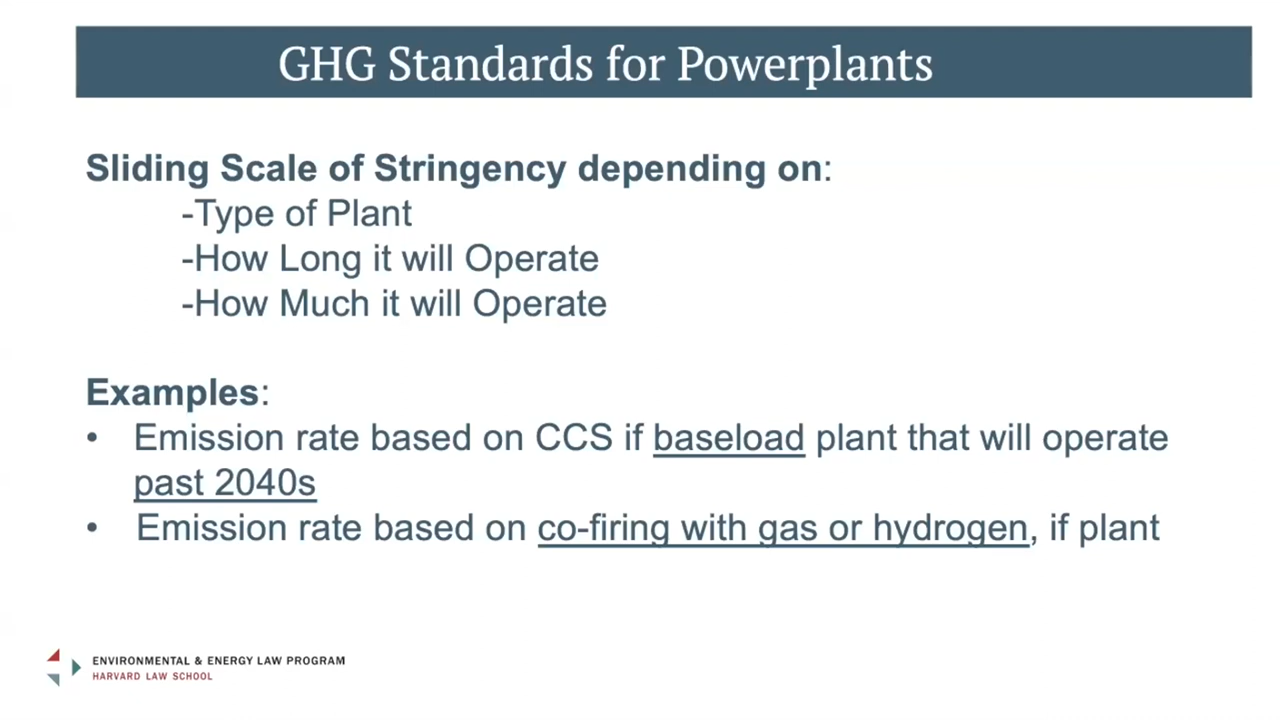 GHG Standards for Powerplants
Sliding Scale of Stringency depending on:
-Type of Plant
-How Long it will Operate
-How Much it will Operate
Examples:
• Emission rate based on CCS if baseload plant that will operate
past 2040s
• Emission rate based on co-firing with gas or hydrogen, if plant
ENVIRONMENTAL & ENERGY LAW PROGRAM
HARVARD LAW SCHOOL